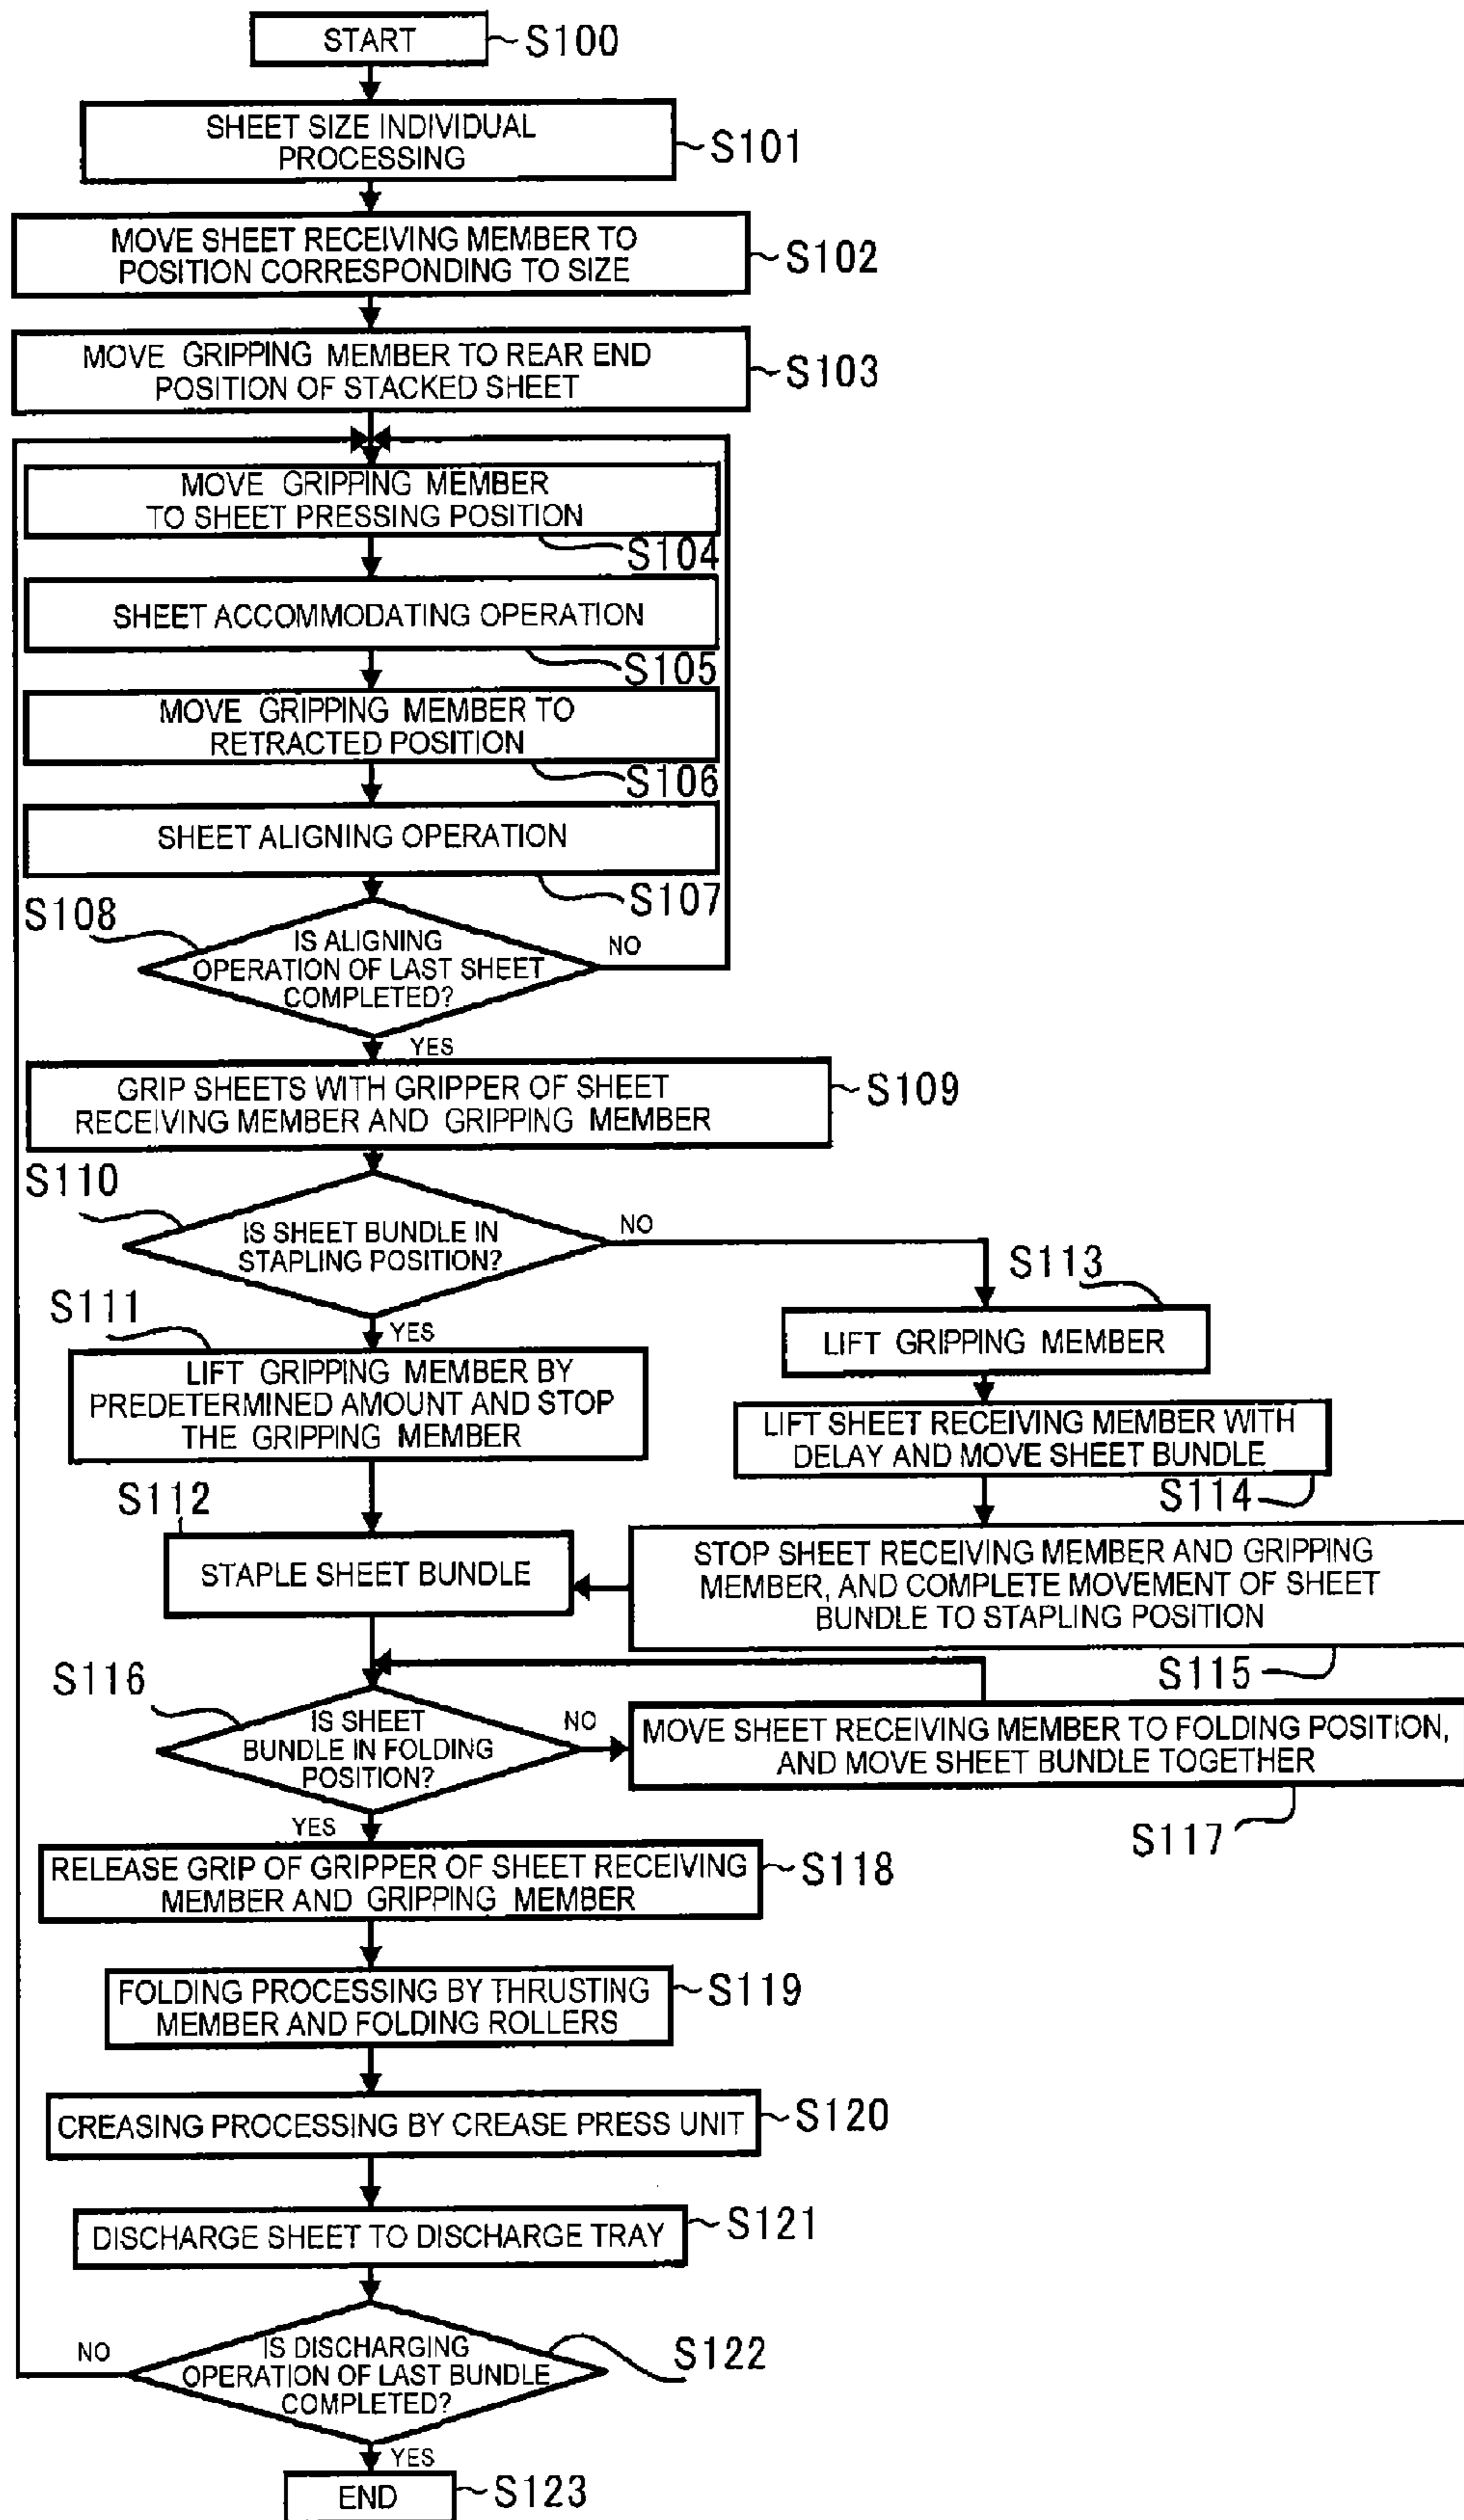 START
S100
SHEET SIZE INDIVIDUAL
PROCESSING
S101
MOVE SHEET RECEIVING MEMBER TO
POSITION CORRESPONDING TO SIZE
S102
MOVE GRIPPING MEMBER TO REAR END
POSITION OF STACKED SHEET
S103
MOVE GRIPPING MEMBER
TO SHEET PRESSING POSITION
S104
SHEET ACCOMMODATING OPERATION
S105
MOVE GRIPPING MEMBER TO
RETRACTED POSITION
S106
SHEET ALIGNING OPERATION
S107
S108
IS ALIGNING
OPERATION OF LAST SHEET
COMPLETED?
NO
YES
GRIP SHEETS WITH GRIPPER OF SHEET
RECEIVING MEMBER AND GRIPPING MEMBER
S109
S110
IS SHEET BUNDLE IN
STAPLING POSITION?
NO
YES
S111
LIFT GRIPPING MEMBER BY
PREDETERMINED AMOUNT AND STOP
THE GRIPPING MEMBER
S113
LIFT GRIPPING MEMBER
LIFT SHEET RECEIVING MEMBER WITH
DELAY AND MOVE SHEET BUNDLE
S114
S112
STAPLE SHEET BUNDLE
STOP SHEET RECEIVING MEMBER AND GRIPPING
MEMBER, AND COMPLETE MOVEMENT OF SHEET
BUNDLE TO STAPLING POSITION
S115
S116
IS SHEET
BUNDLE IN FOLDING
POSITION?
NO
YES
MOVE SHEET RECEIVING MEMBER TO FOLDING POSITION,
AND MOVE SHEET BUNDLE TOGETHER
S117
RELEASE GRIP OF GRIPPER OF SHEET RECEIVING
MEMBER AND GRIPPING MEMBER
S118
FOLDING PROCESSING BY THRUSTING
MEMBER AND FOLDING ROLLERS
S119
CREASING PROCESSING BY CREASE PRESS UNIT
S120
DISCHARGE SHEET TO DISCHARGE TRAY
S121
NO
IS DISCHARGING
OPERATION OF LAST BUNDLE
COMPLETED?
S122
YES
END
S123